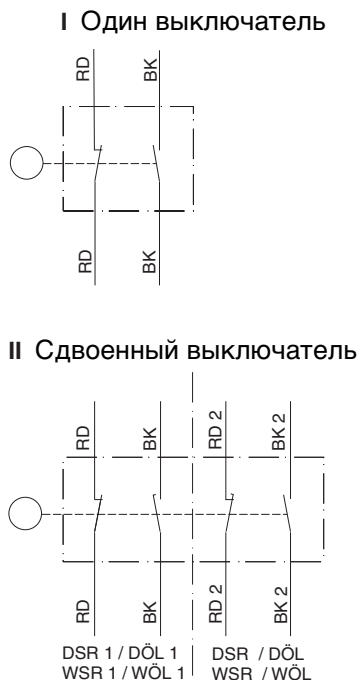 I Один выключатель
RD BK
RD BK
II Сдвоенный выключатель
RD BK RD 2 BK 2
RD BK RD 2 BK 2
DSR 1 / DÖL 1 DSR / DÖL
WSR 1 / WÖL 1 WSR / WÖL